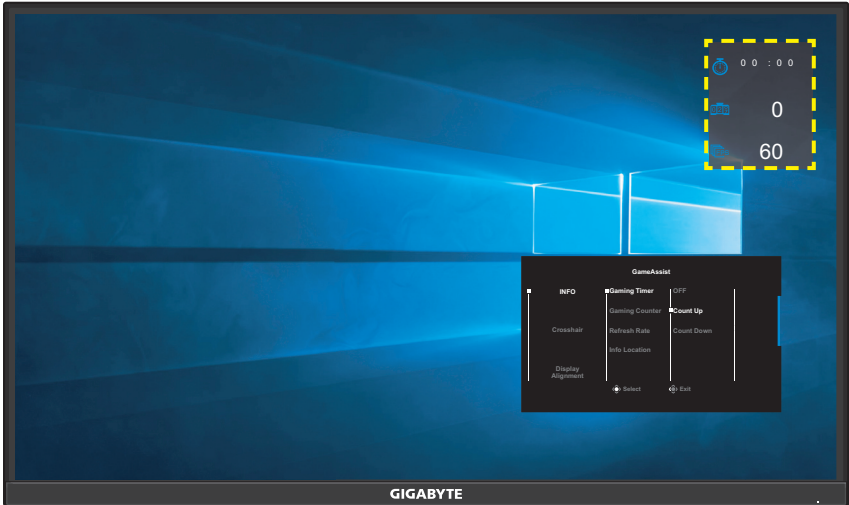 00 :00
0
60
GameAssist
INFO
Gaming Timer
OFF
Gaming Counter
Count Up
Crosshair
Refresh Rate
Count Down
Info Location
Display
Alignment
Select
Exit
GIGABYTE